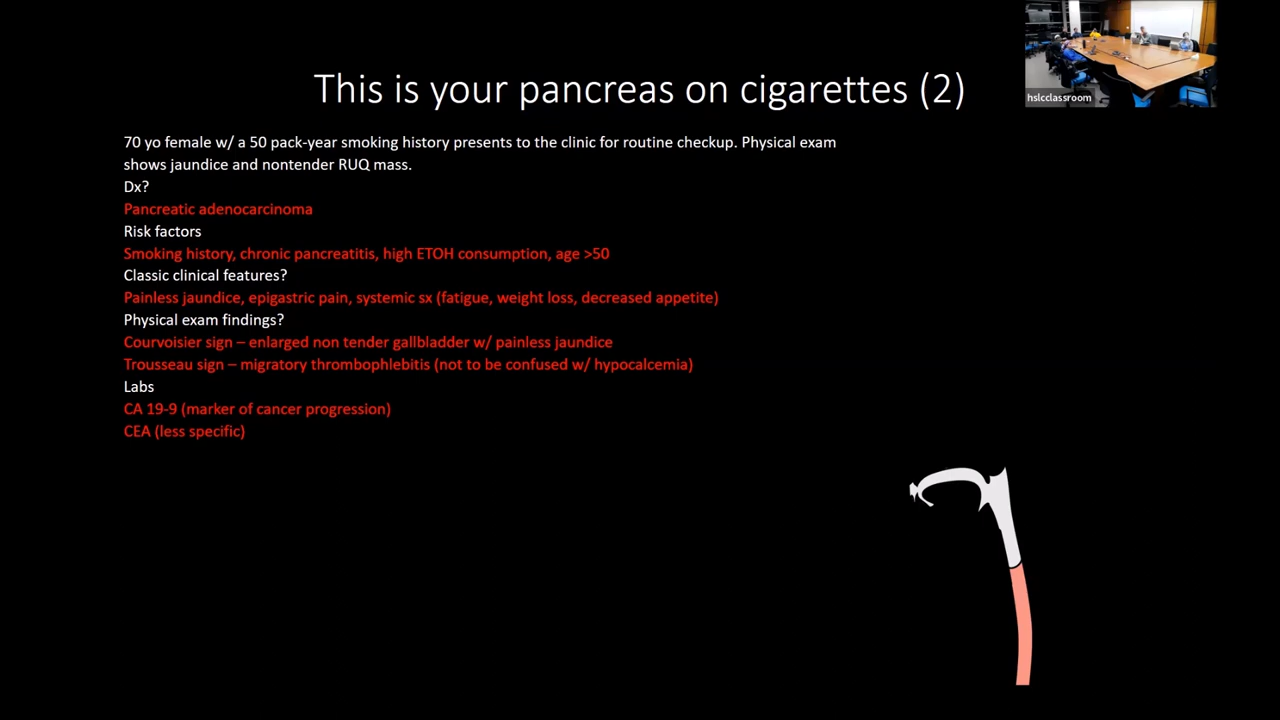 This is your pancreas on cigarettes (2)
hslcclassroom
70 yo female w/ a 50 pack-year smoking history presents to the clinic for routine checkup. Physical exam
shows jaundice and nontender RUQ mass.
Dx?
Pancreatic adenocarcinoma
Risk factors
Smoking history, chronic pancreatitis, high ETOH consumption, age >50
Classic clinical features?
Painless jaundice, epigastric pain, systemic sx (fatigue, weight loss, decreased appetite)
Physical exam findings?
Courvoisier sign – enlarged non tender gallbladder w/ painless jaundice
Trousseau sign – migratory thrombophlebitis (not to be confused w/ hypocalcemia)
Labs
CA 19-9 (marker of cancer progression)
CEA (less specific)